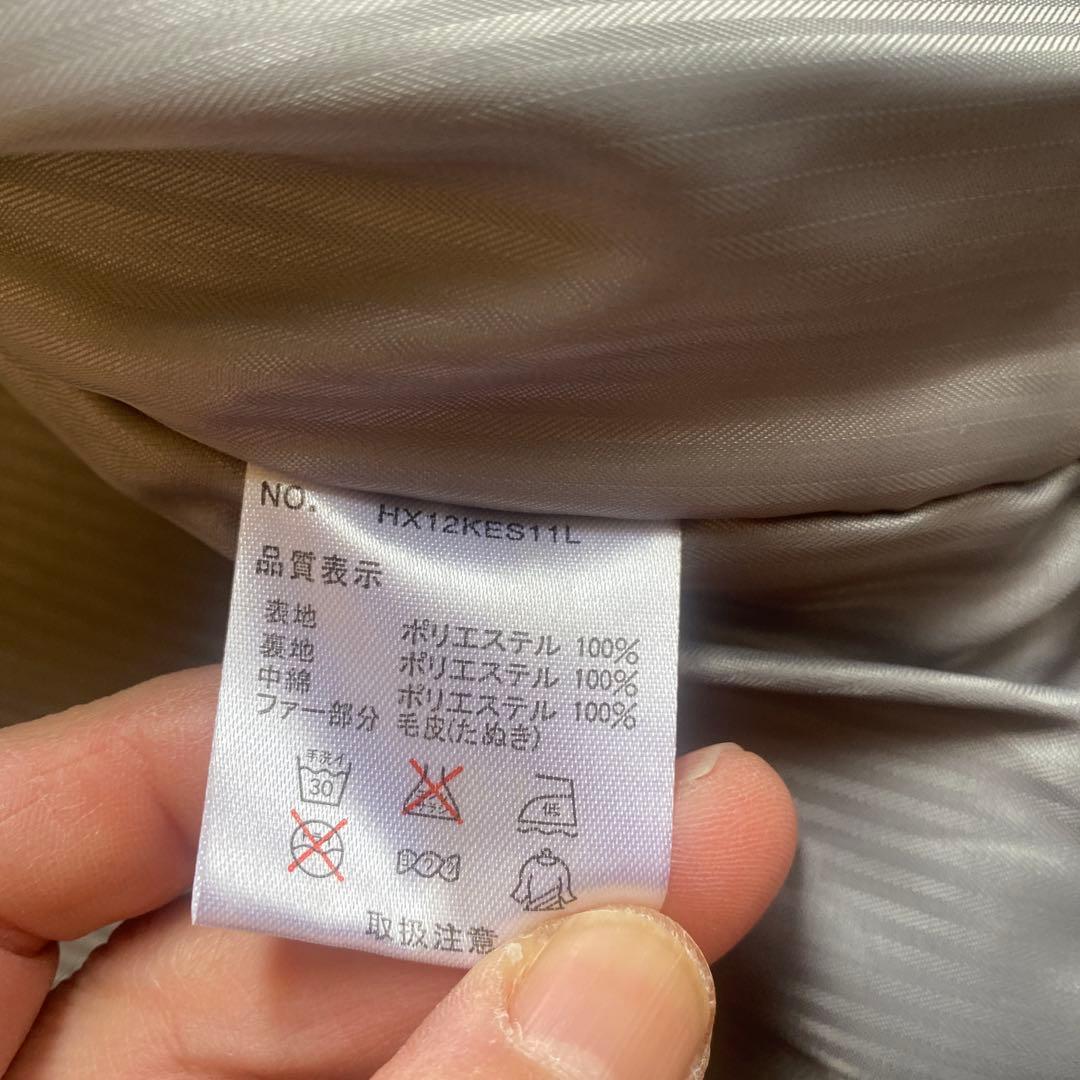 NO. HX12KES11L
品質表示
表地 ポリエステル 100%
裏地 ポリエステル 100%
中綿 ポリエステル 100%
ファー部分 毛皮(たぬき)
手洗イ
30
低
取扱注意